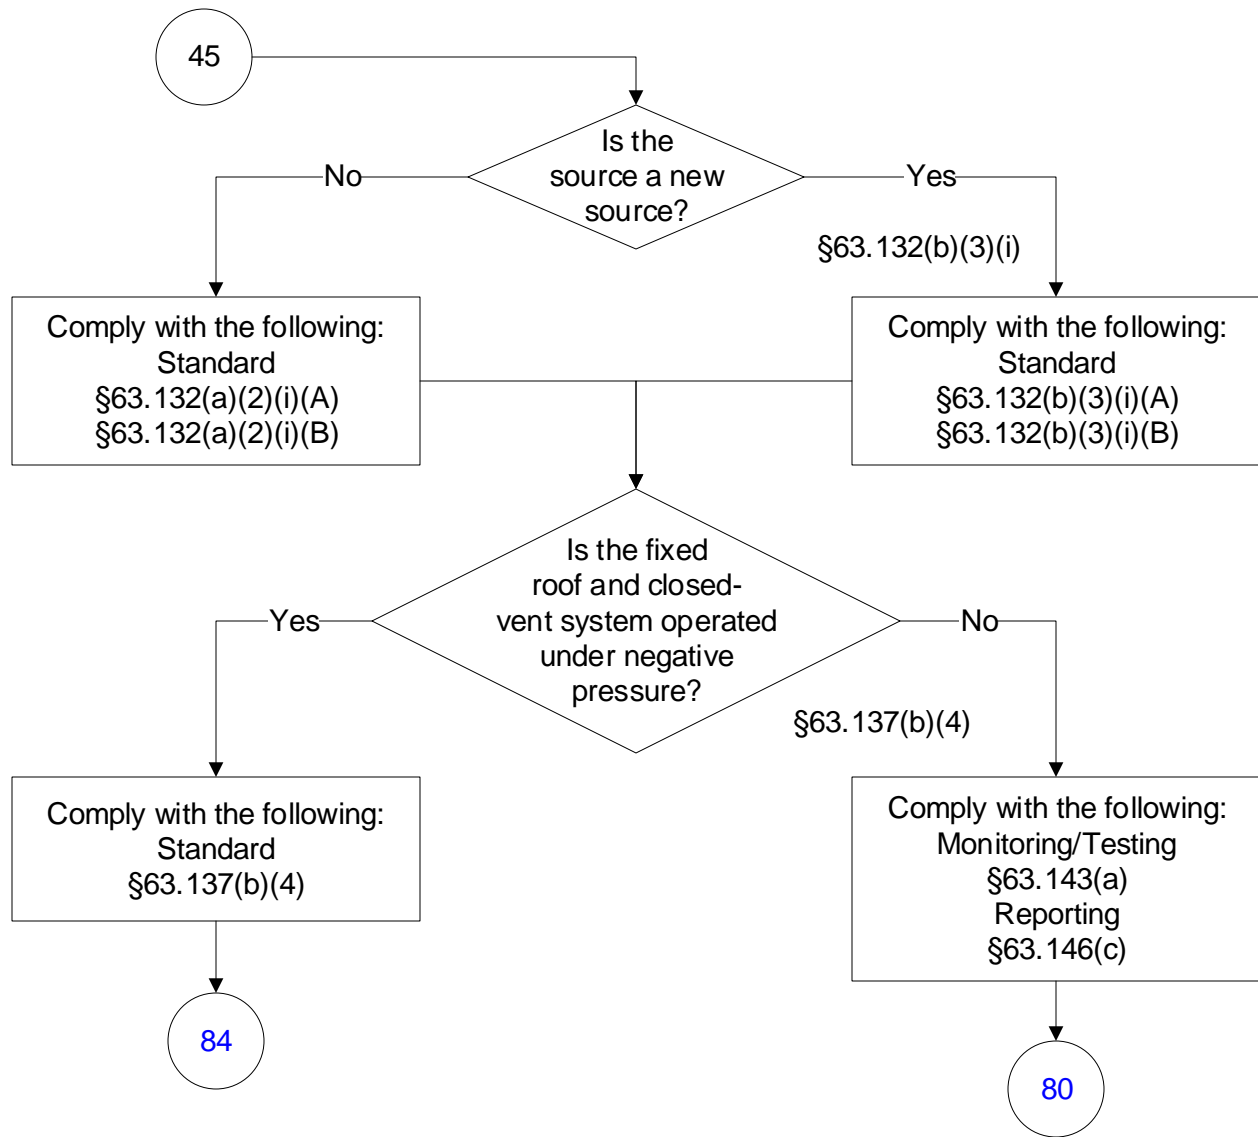 45
Is the
source a new
source?
No
Yes
§63.132(b)(3)(i)
Comply with the following:
Standard
§63.132(a)(2)(i)(A)
§63.132(a)(2)(i)(B)
Comply with the following:
Standard
§63.132(b)(3)(i)(A)
§63.132(b)(3)(i)(B)
Is the fixed
roof and closed-
vent system operated
under negative
pressure?
Yes
No
§63.137(b)(4)
Comply with the following:
Standard
§63.137(b)(4)
Comply with the following:
Monitoring/Testing
§63.143(a)
Reporting
§63.146(c)
84
80